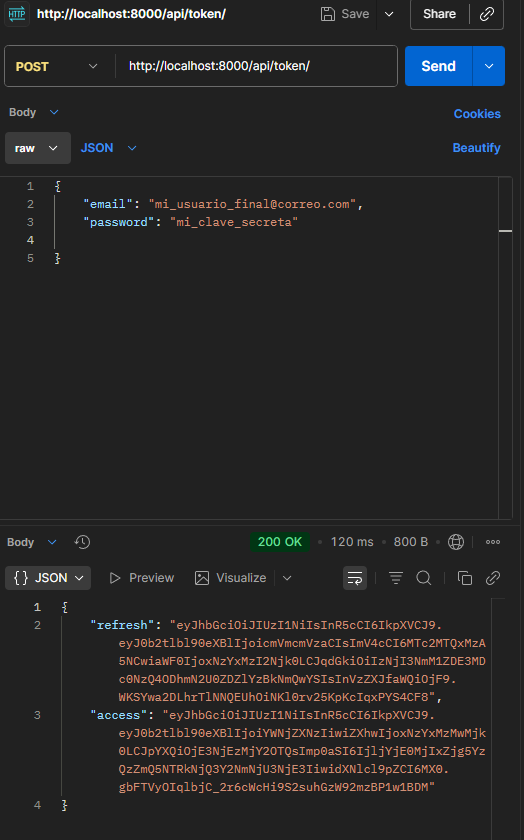 HTTP http://localhost:8000/api/token/ Save Share
POST http://localhost:8000/api/token/ Send
Body Cookies
raw JSON Beautify
1 {
2 "email": "mi_usuario_final@correo.com",
3 "password": "mi_clave_secreta"
4
5 }
Body 200 OK 120 ms 800 B
{} JSON Preview Visualize
1 {
2 "refresh": "eyJhbGciOiJIUzI1NiIsInR5cCI6IkpXVCJ9.
eyJ0b2tlbl90eXBlIjoicmVmcmVzaCIsImV4cCI6MTc2MTQxMzA
5NCwiaWF0IjoxNzYxMzI2Njk0LCJqdGkiOiIzNjI3NmM1ZDE3MD
c0NzQ4ODhmN2U0ZDZlYzBkNmQwYSIsInVzZXJfaWQiOjF9.
WKSYwa2DLhrTlNNQEUhOiNKl0rv25KpKcIqxPYS4CF8",
3 "access": "eyJhbGciOiJIUzI1NiIsInR5cCI6IkpXVCJ9.
eyJ0b2tlbl90eXBlIjoiYWNjZXNzIiwiZXhwIjoxNzYxMzMwMjk
0LCJpYXQiOjE3NjEzMjY2OTQsImp0aSI6IjljYjE0MjIxZjg5Yz
QzZmQ5NTRkNjQ3Y2NmNjU3NjE3IiwidXNlcl9pZCI6MX0.
gbFTVyOIqlbjC_2r6cWcHi9S2suhGzW92mzBP1w1BDM"
4 }